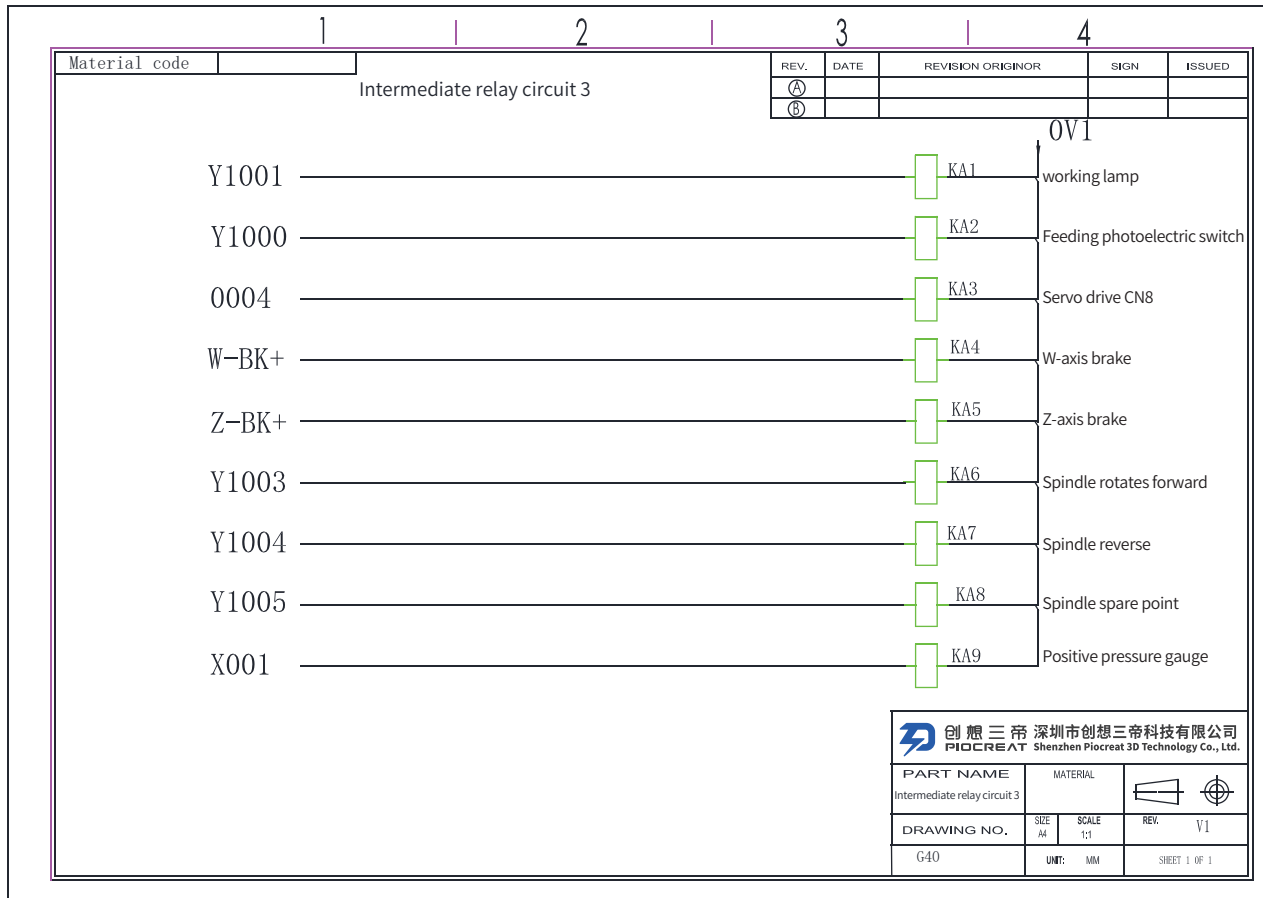 1 2 3 4
Material code
REV. DATE REVISION ORIGINOR SIGN ISSUED
A
B
Intermediate relay circuit 3
OV1
Y1001 KA1 working lamp
Y1000 KA2 Feeding photoelectric switch
0004 KA3 Servo drive CN8
W-BK+ KA4 W-axis brake
Z-BK+ KA5 Z-axis brake
Y1003 KA6 Spindle rotates forward
Y1004 KA7 Spindle reverse
Y1005 KA8 Spindle spare point
X001 KA9 Positive pressure gauge
创想三帝 深圳市创想三帝科技有限公司
PIOCREAT Shenzhen Piocreat 3D Technology Co., Ltd.
PART NAME MATERIAL
Intermediate relay circuit 3
DRAWING NO. SIZE SCALE REV. V1
A4 1:1
G40 UNIT: MM SHEET 1 OF 1